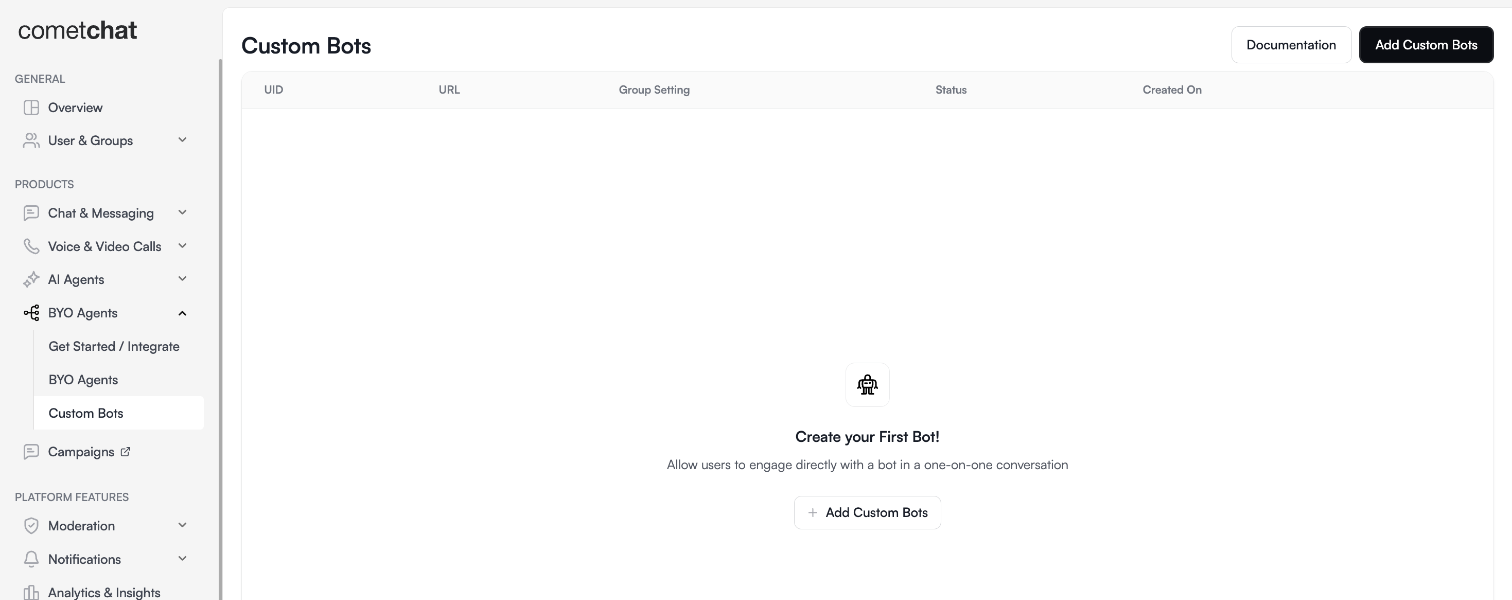 cometchat
GENERAL
Overview
User & Groups
PRODUCTS
Chat & Messaging
Voice & Video Calls
AI Agents
BYO Agents
Get Started / Integrate
BYO Agents
Custom Bots
Campaigns
PLATFORM FEATURES
Moderation
Notifications
Analytics & Insights
Custom Bots
Documentation
Add Custom Bots
UID URL Group Setting Status Created On
Create your First Bot!
Allow users to engage directly with a bot in a one-on-one conversation
+ Add Custom Bots